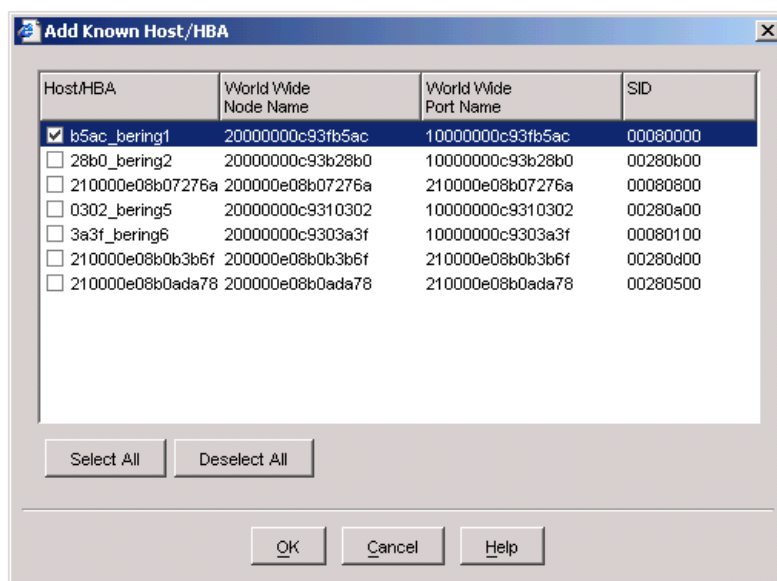 Add Known Host/HBA
Host/HBA World Wide Node Name World Wide Port Name SID
b5ac_bering1 20000000c93fb5ac 10000000c93fb5ac 00080000
28b0_bering2 20000000c93b28b0 10000000c93b28b0 00280b00
210000e08b07276a 200000e08b07276a 210000e08b07276a 00080800
0302_bering5 20000000c9310302 10000000c9310302 00280a00
3a3f_bering6 20000000c9303a3f 10000000c9303a3f 00080100
210000e08b0b3b6f 200000e08b0b3b6f 210000e08b0b3b6f 00280d00
210000e08b0ada78 200000e08b0ada78 210000e08b0ada78 00280500
Select All Deselect All
OK Cancel Help